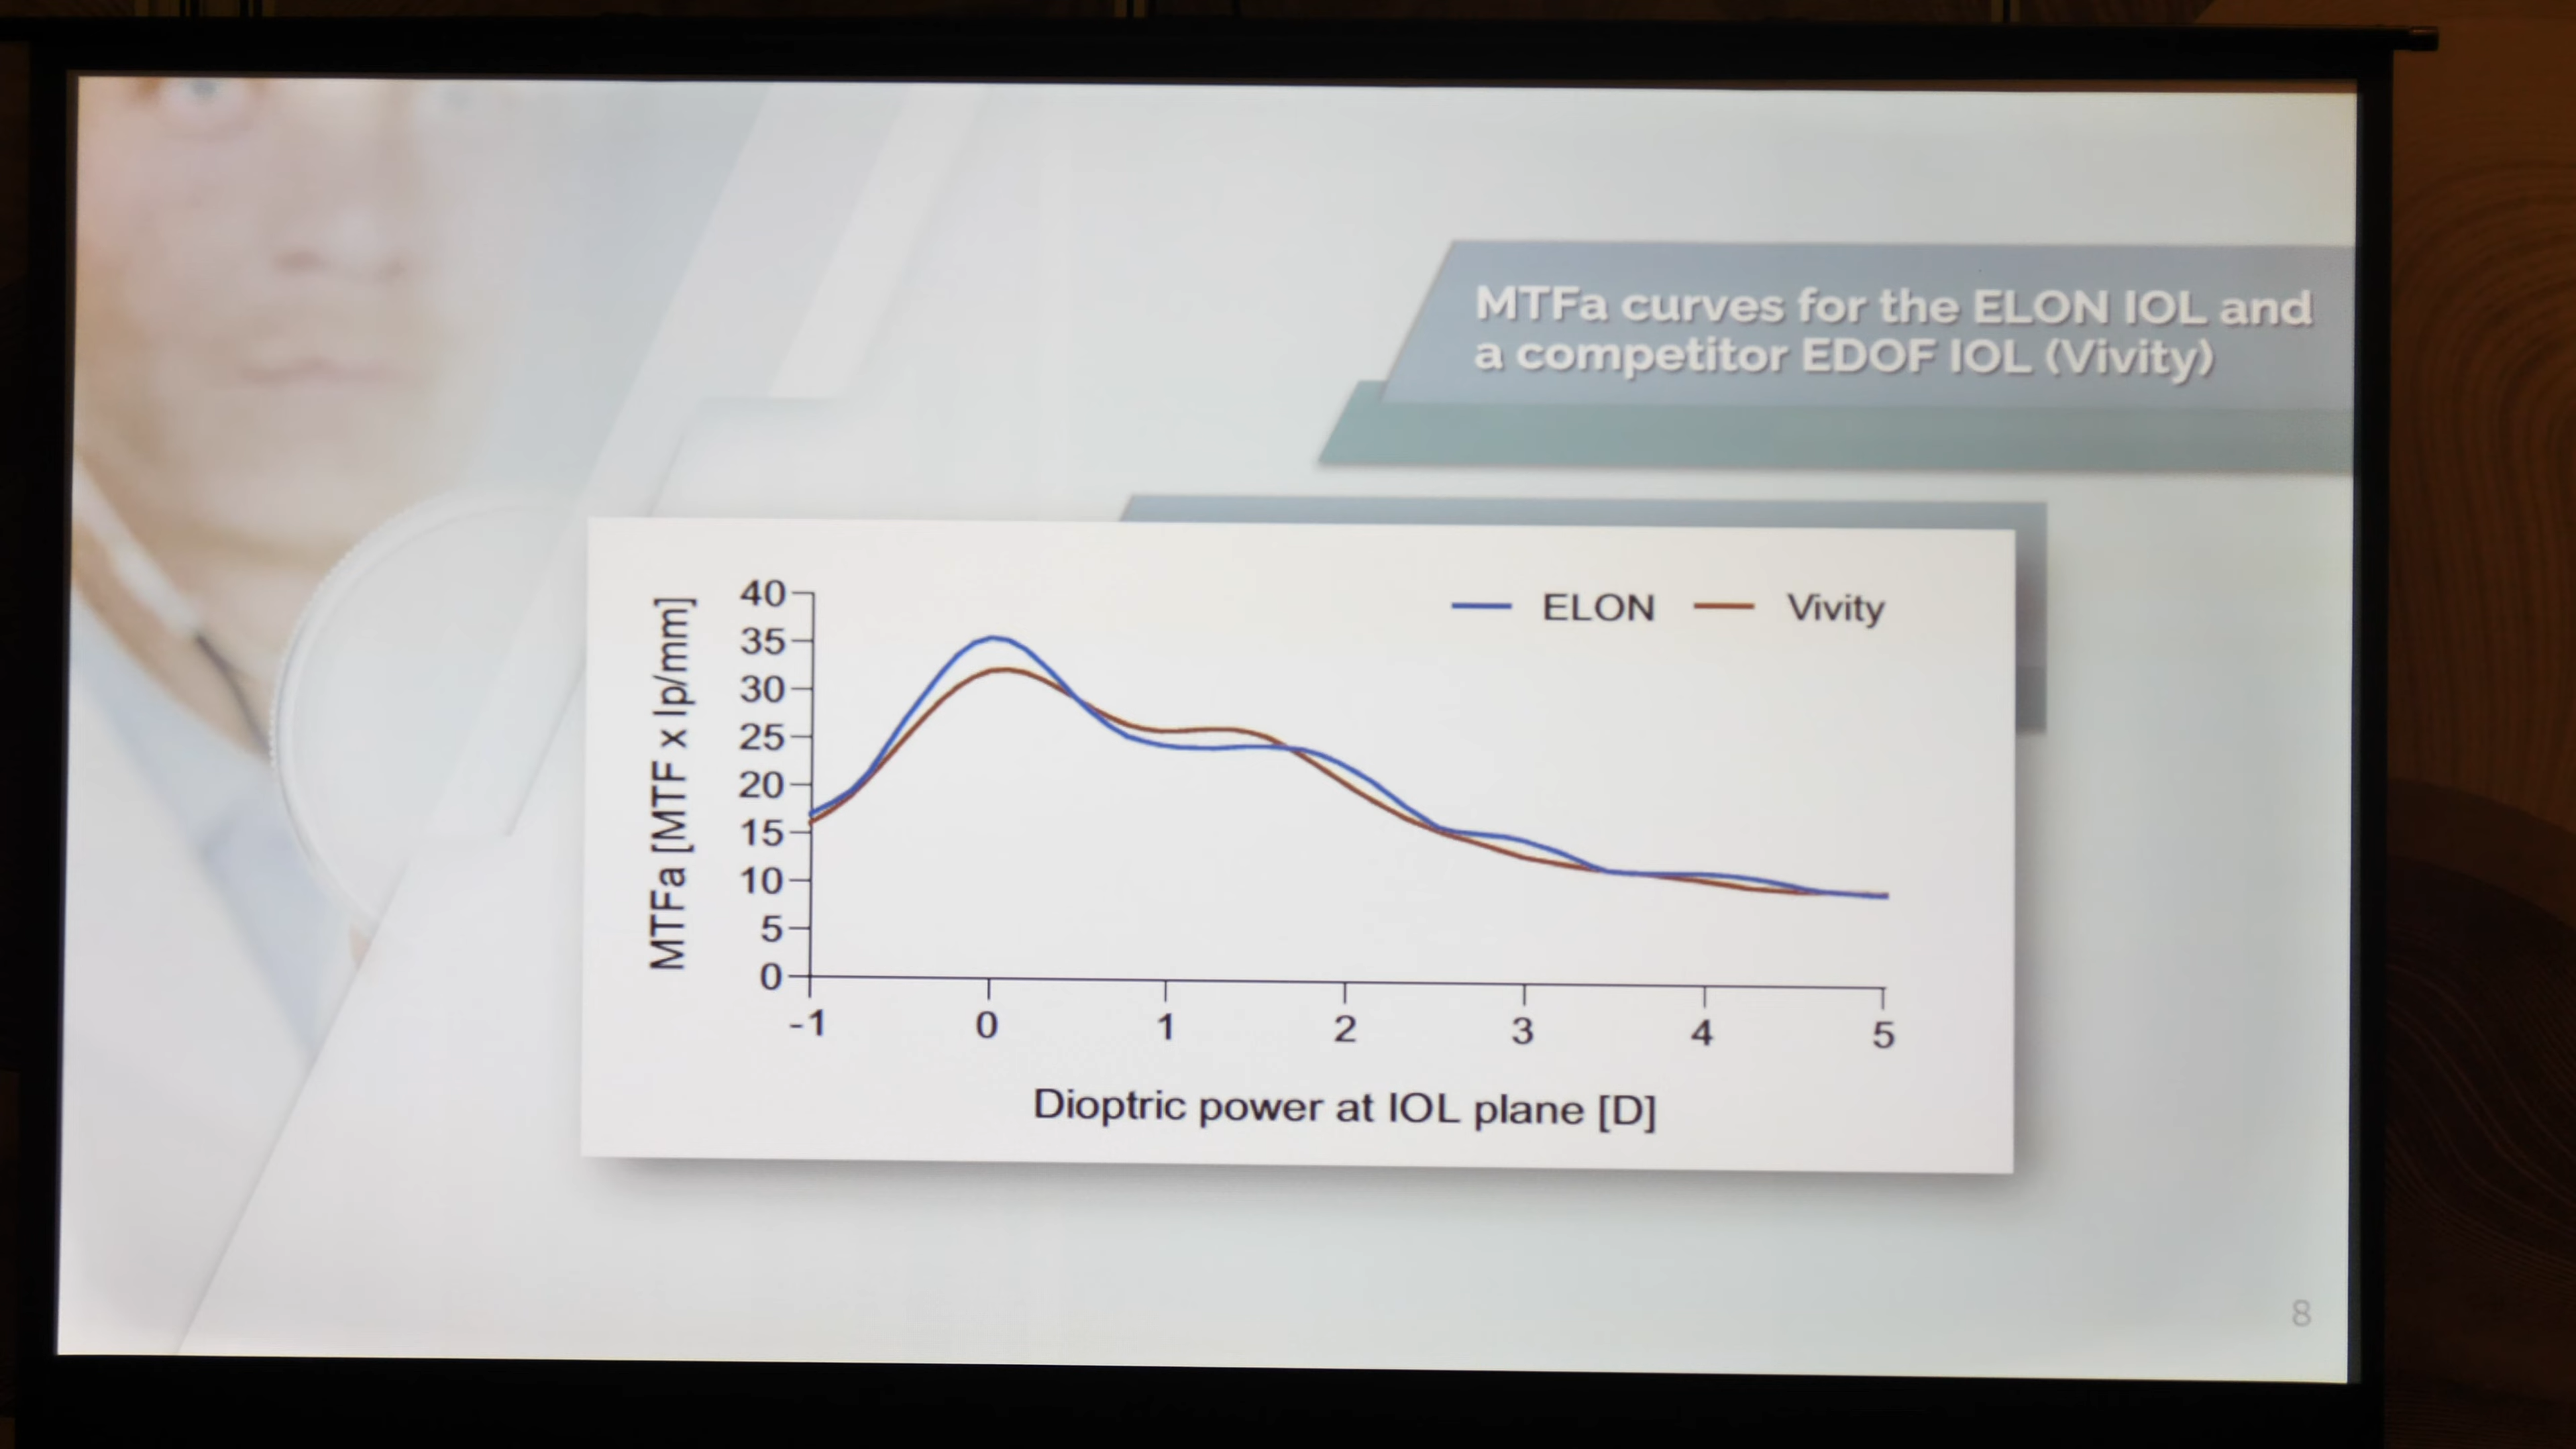 MTFa curves for the ELON IOL and
a competitor EDOF IOL (Vivity)
ELON
Vivity
MTFa [MTF x lp/mm]
40
35
30
25
20
15
10
5
0
-1
0
1
2
3
4
5
Dioptric power at IOL plane [D]
8